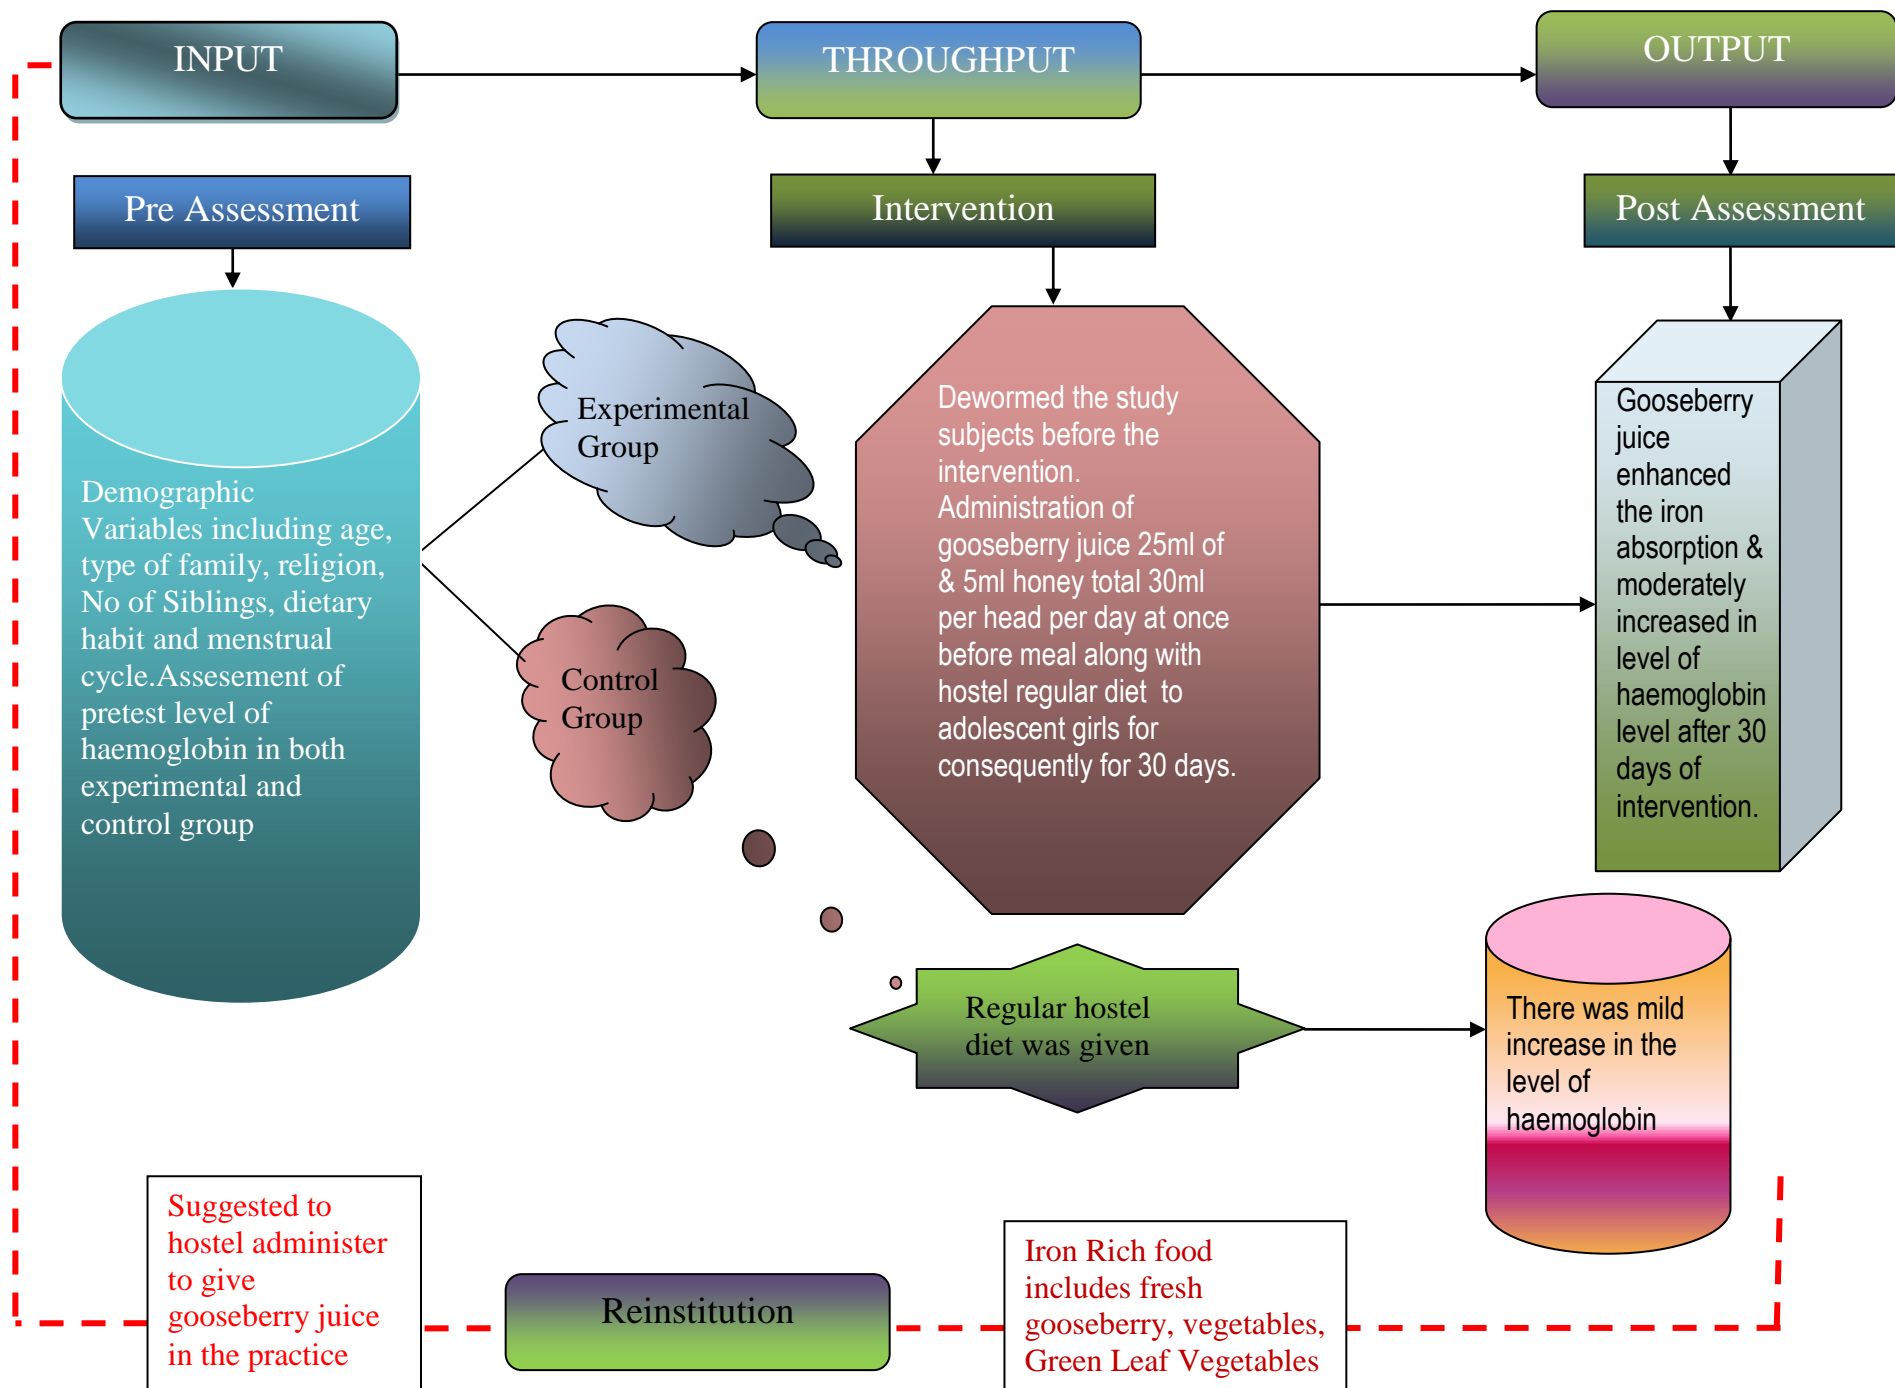 INPUT
THROUGHPUT
OUTPUT
Pre Assessment
Intervention
Post Assessment
Demographic
Variables including age,
type of family, religion,
No of Siblings, dietary
habit and menstrual
cycle.Assesement of
pretest level of
haemoglobin in both
experimental and
control group
Experimental
Group
Control
Group
Dewormed the study
subjects before the
intervention.
Administration of
gooseberry juice 25ml of
& 5ml honey total 30ml
per head per day at once
before meal along with
hostel regular diet to
adolescent girls for
consequently for 30 days.
Gooseberry
juice
enhanced
the iron
absorption &
moderately
increased in
level of
haemoglobin
level after 30
days of
intervention.
Regular hostel
diet was given
There was mild
increase in the
level of
haemoglobin
Suggested to
hostel administer
to give
gooseberry juice
in the practice
Reinstitution
Iron Rich food
includes fresh
gooseberry, vegetables,
Green Leaf Vegetables